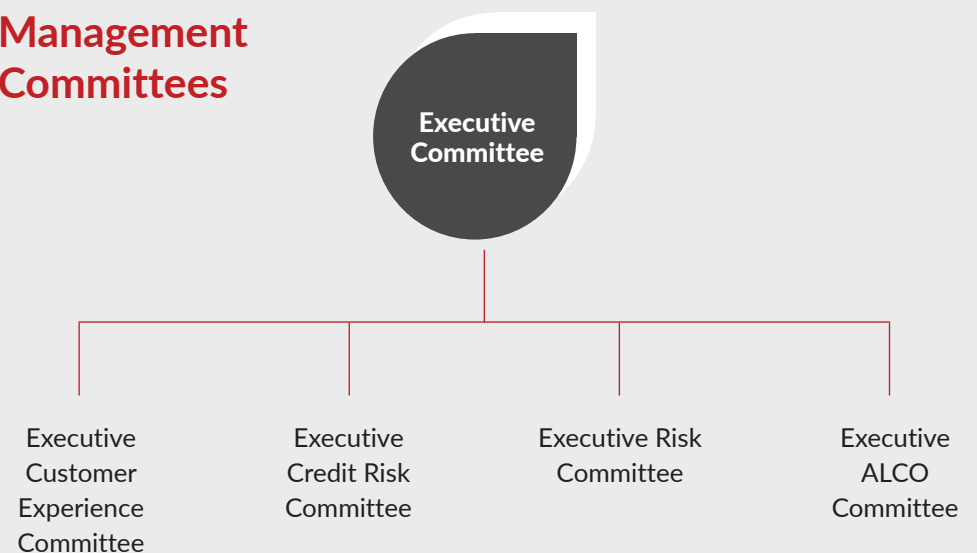 Management
Committees
Executive
Committee
Executive
Customer
Experience
Committee
Executive
Credit Risk
Committee
Executive Risk
Committee
Executive
ALCO
Committee